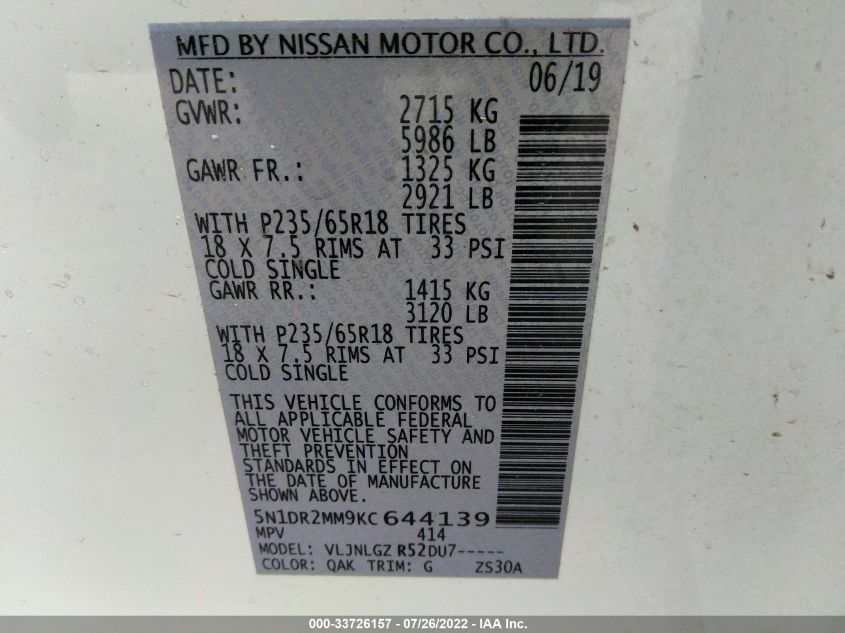 MFD BY NISSAN MOTOR CO., LTD.
DATE: 06/19
GVWR: 2715 KG
5986 LB
GAWR FR.: 1325 KG
2921 LB
WITH P235/65R18 TIRES
18 X 7.5 RIMS AT 33 PSI
COLD SINGLE
GAWR RR.: 1415 KG
3120 LB
WITH P235/65R18 TIRES
18 X 7.5 RIMS AT 33 PSI
COLD SINGLE
THIS VEHICLE CONFORMS TO
ALL APPLICABLE FEDERAL
MOTOR VEHICLE SAFETY AND
THEFT PREVENTION
STANDARDS IN EFFECT ON
THE DATE OF MANUFACTURE
SHOWN ABOVE.
5N1DR2MM9KC644139
MPV 414
MODEL: VLJNLGZ R52DU7-----
COLOR: QAK TRIM: G ZS30A
000-33726157 - 07/26/2022 - IAA Inc.